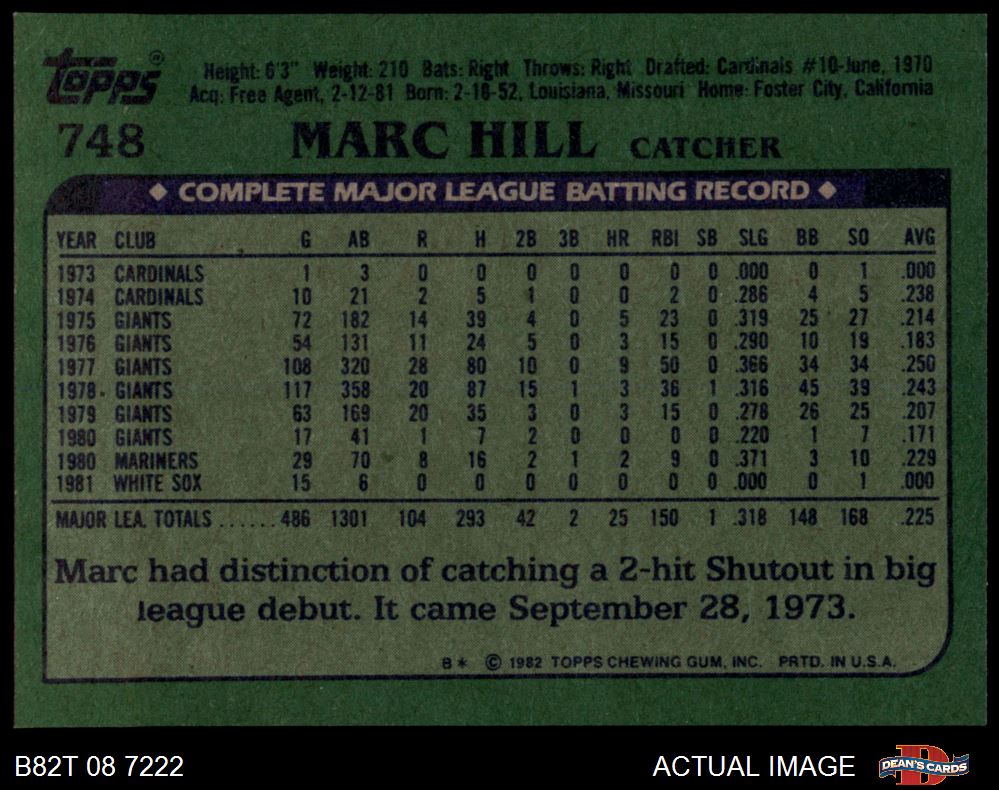 Topps®
Height: 6'3" Weight: 210 Bats: Right Throws: Right Drafted: Cardinals #10-June, 1970
Acq: Free Agent, 2-12-81 Born: 2-18-52, Louisiana, Missouri Home: Foster City, California
748 MARC HILL CATCHER
◆ COMPLETE MAJOR LEAGUE BATTING RECORD ◆
YEAR CLUB G AB R H 2B 3B HR RBI SB SLG BB SO AVG
1973 CARDINALS 1 3 0 0 0 0 0 0 0 .000 0 1 .000
1974 CARDINALS 10 21 2 5 1 0 0 2 0 .286 4 5 .238
1975 GIANTS 72 182 14 39 4 0 5 23 0 .319 25 27 .214
1976 GIANTS 54 131 11 24 5 0 3 15 0 .290 10 19 .183
1977 GIANTS 108 320 28 80 10 0 9 50 0 .366 34 34 .250
1978 GIANTS 117 358 20 87 15 1 3 36 1 .316 45 39 .243
1979 GIANTS 63 169 20 35 3 0 3 15 0 .278 26 25 .207
1980 GIANTS 17 41 1 7 2 0 0 0 0 .220 1 7 .171
1980 MARINERS 29 70 8 16 2 1 2 9 0 .371 3 10 .229
1981 WHITE SOX 15 6 0 0 0 0 0 0 0 .000 0 1 .000
MAJOR LEA. TOTALS ...... 486 1301 104 293 42 2 25 150 1 .318 148 168 .225
Marc had distinction of catching a 2-hit Shutout in big
league debut. It came September 28, 1973.
B* © 1982 TOPPS CHEWING GUM, INC. PRTD. IN U.S.A.
B82T 08 7222 ACTUAL IMAGE D DEAN'S CARDS